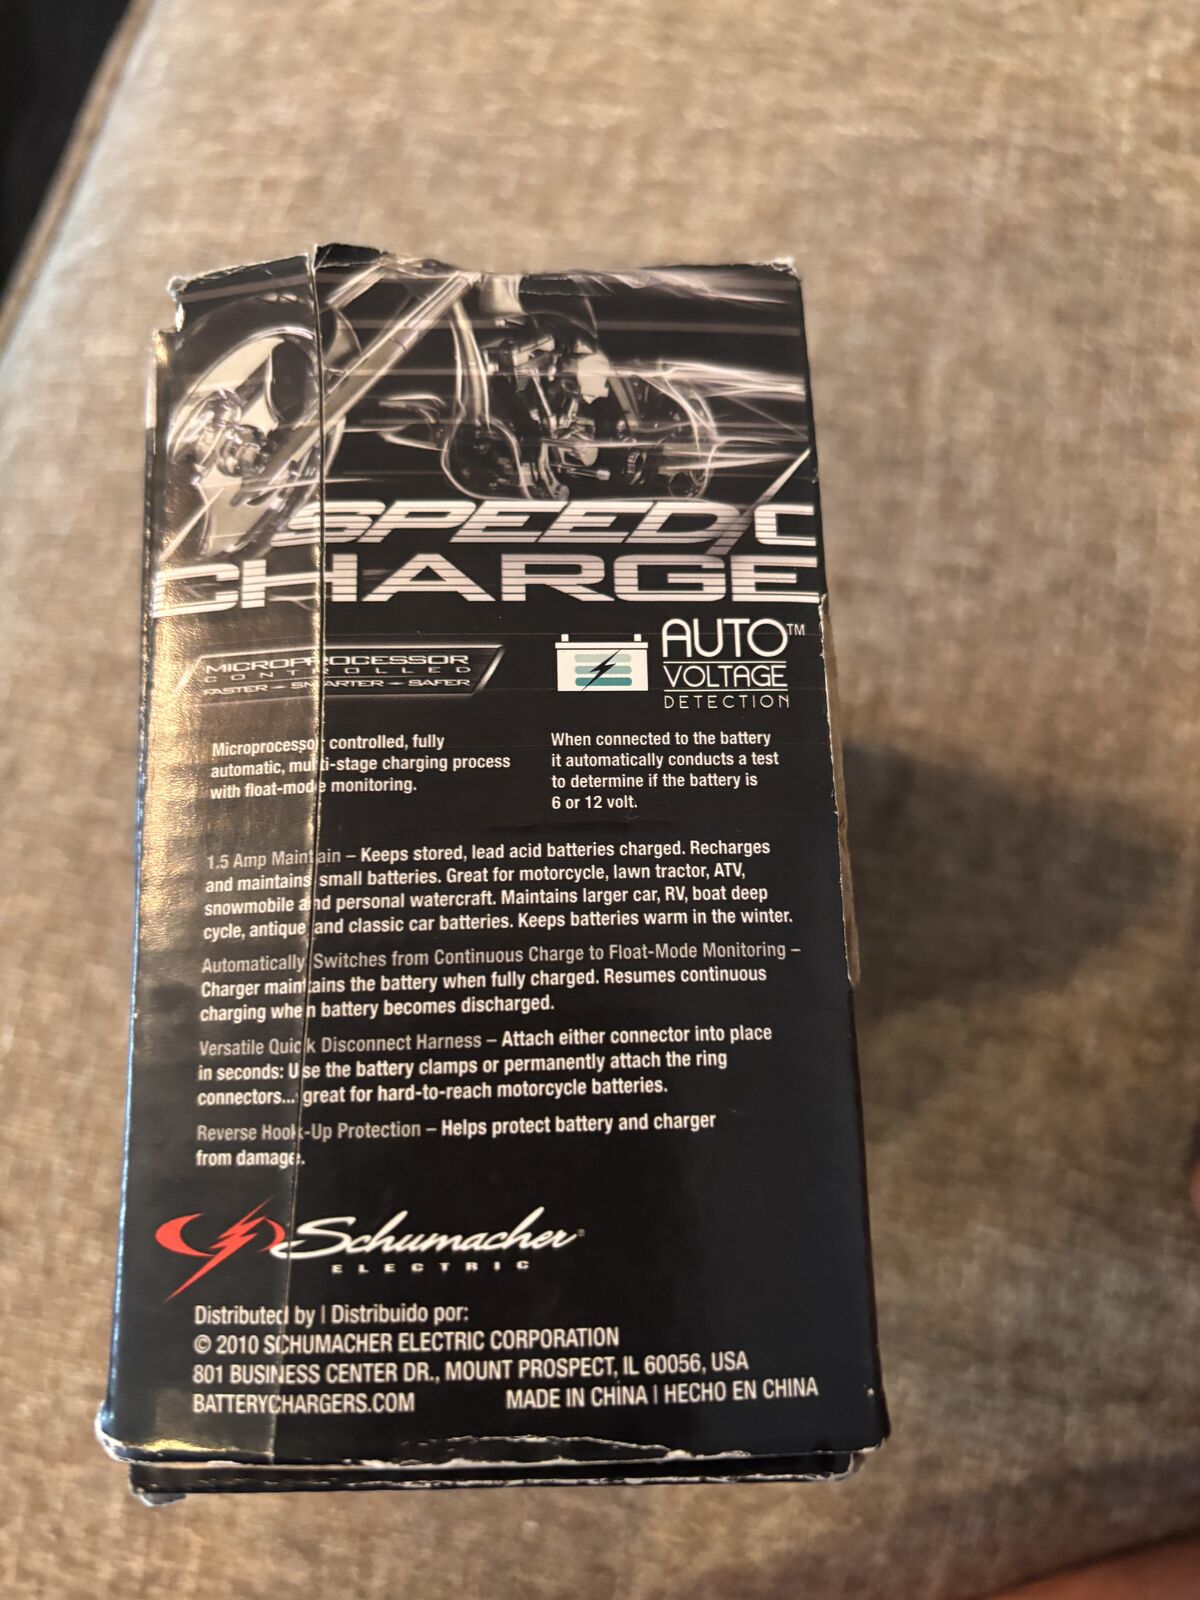 SPEED/C
CHARGE
MICROPROCESSOR
CONTROLLED
FASTER – SMARTER – SAFER
AUTO™
VOLTAGE
DETECTION
Microprocessor controlled, fully
automatic, multi-stage charging process
with float-mode monitoring.
When connected to the battery
it automatically conducts a test
to determine if the battery is
6 or 12 volt.
1.5 Amp Maintain – Keeps stored, lead acid batteries charged. Recharges
and maintains small batteries. Great for motorcycle, lawn tractor, ATV,
snowmobile and personal watercraft. Maintains larger car, RV, boat deep
cycle, antique and classic car batteries. Keeps batteries warm in the winter.
Automatically Switches from Continuous Charge to Float-Mode Monitoring –
Charger maintains the battery when fully charged. Resumes continuous
charging when battery becomes discharged.
Versatile Quick Disconnect Harness – Attach either connector into place
in seconds: Use the battery clamps or permanently attach the ring
connectors... great for hard-to-reach motorcycle batteries.
Reverse Hook-Up Protection – Helps protect battery and charger
from damage.
Schumacher®
ELECTRIC
Distributed by | Distribuido por:
© 2010 SCHUMACHER ELECTRIC CORPORATION
801 BUSINESS CENTER DR., MOUNT PROSPECT, IL 60056, USA
BATTERYCHARGERS.COM MADE IN CHINA | HECHO EN CHINA